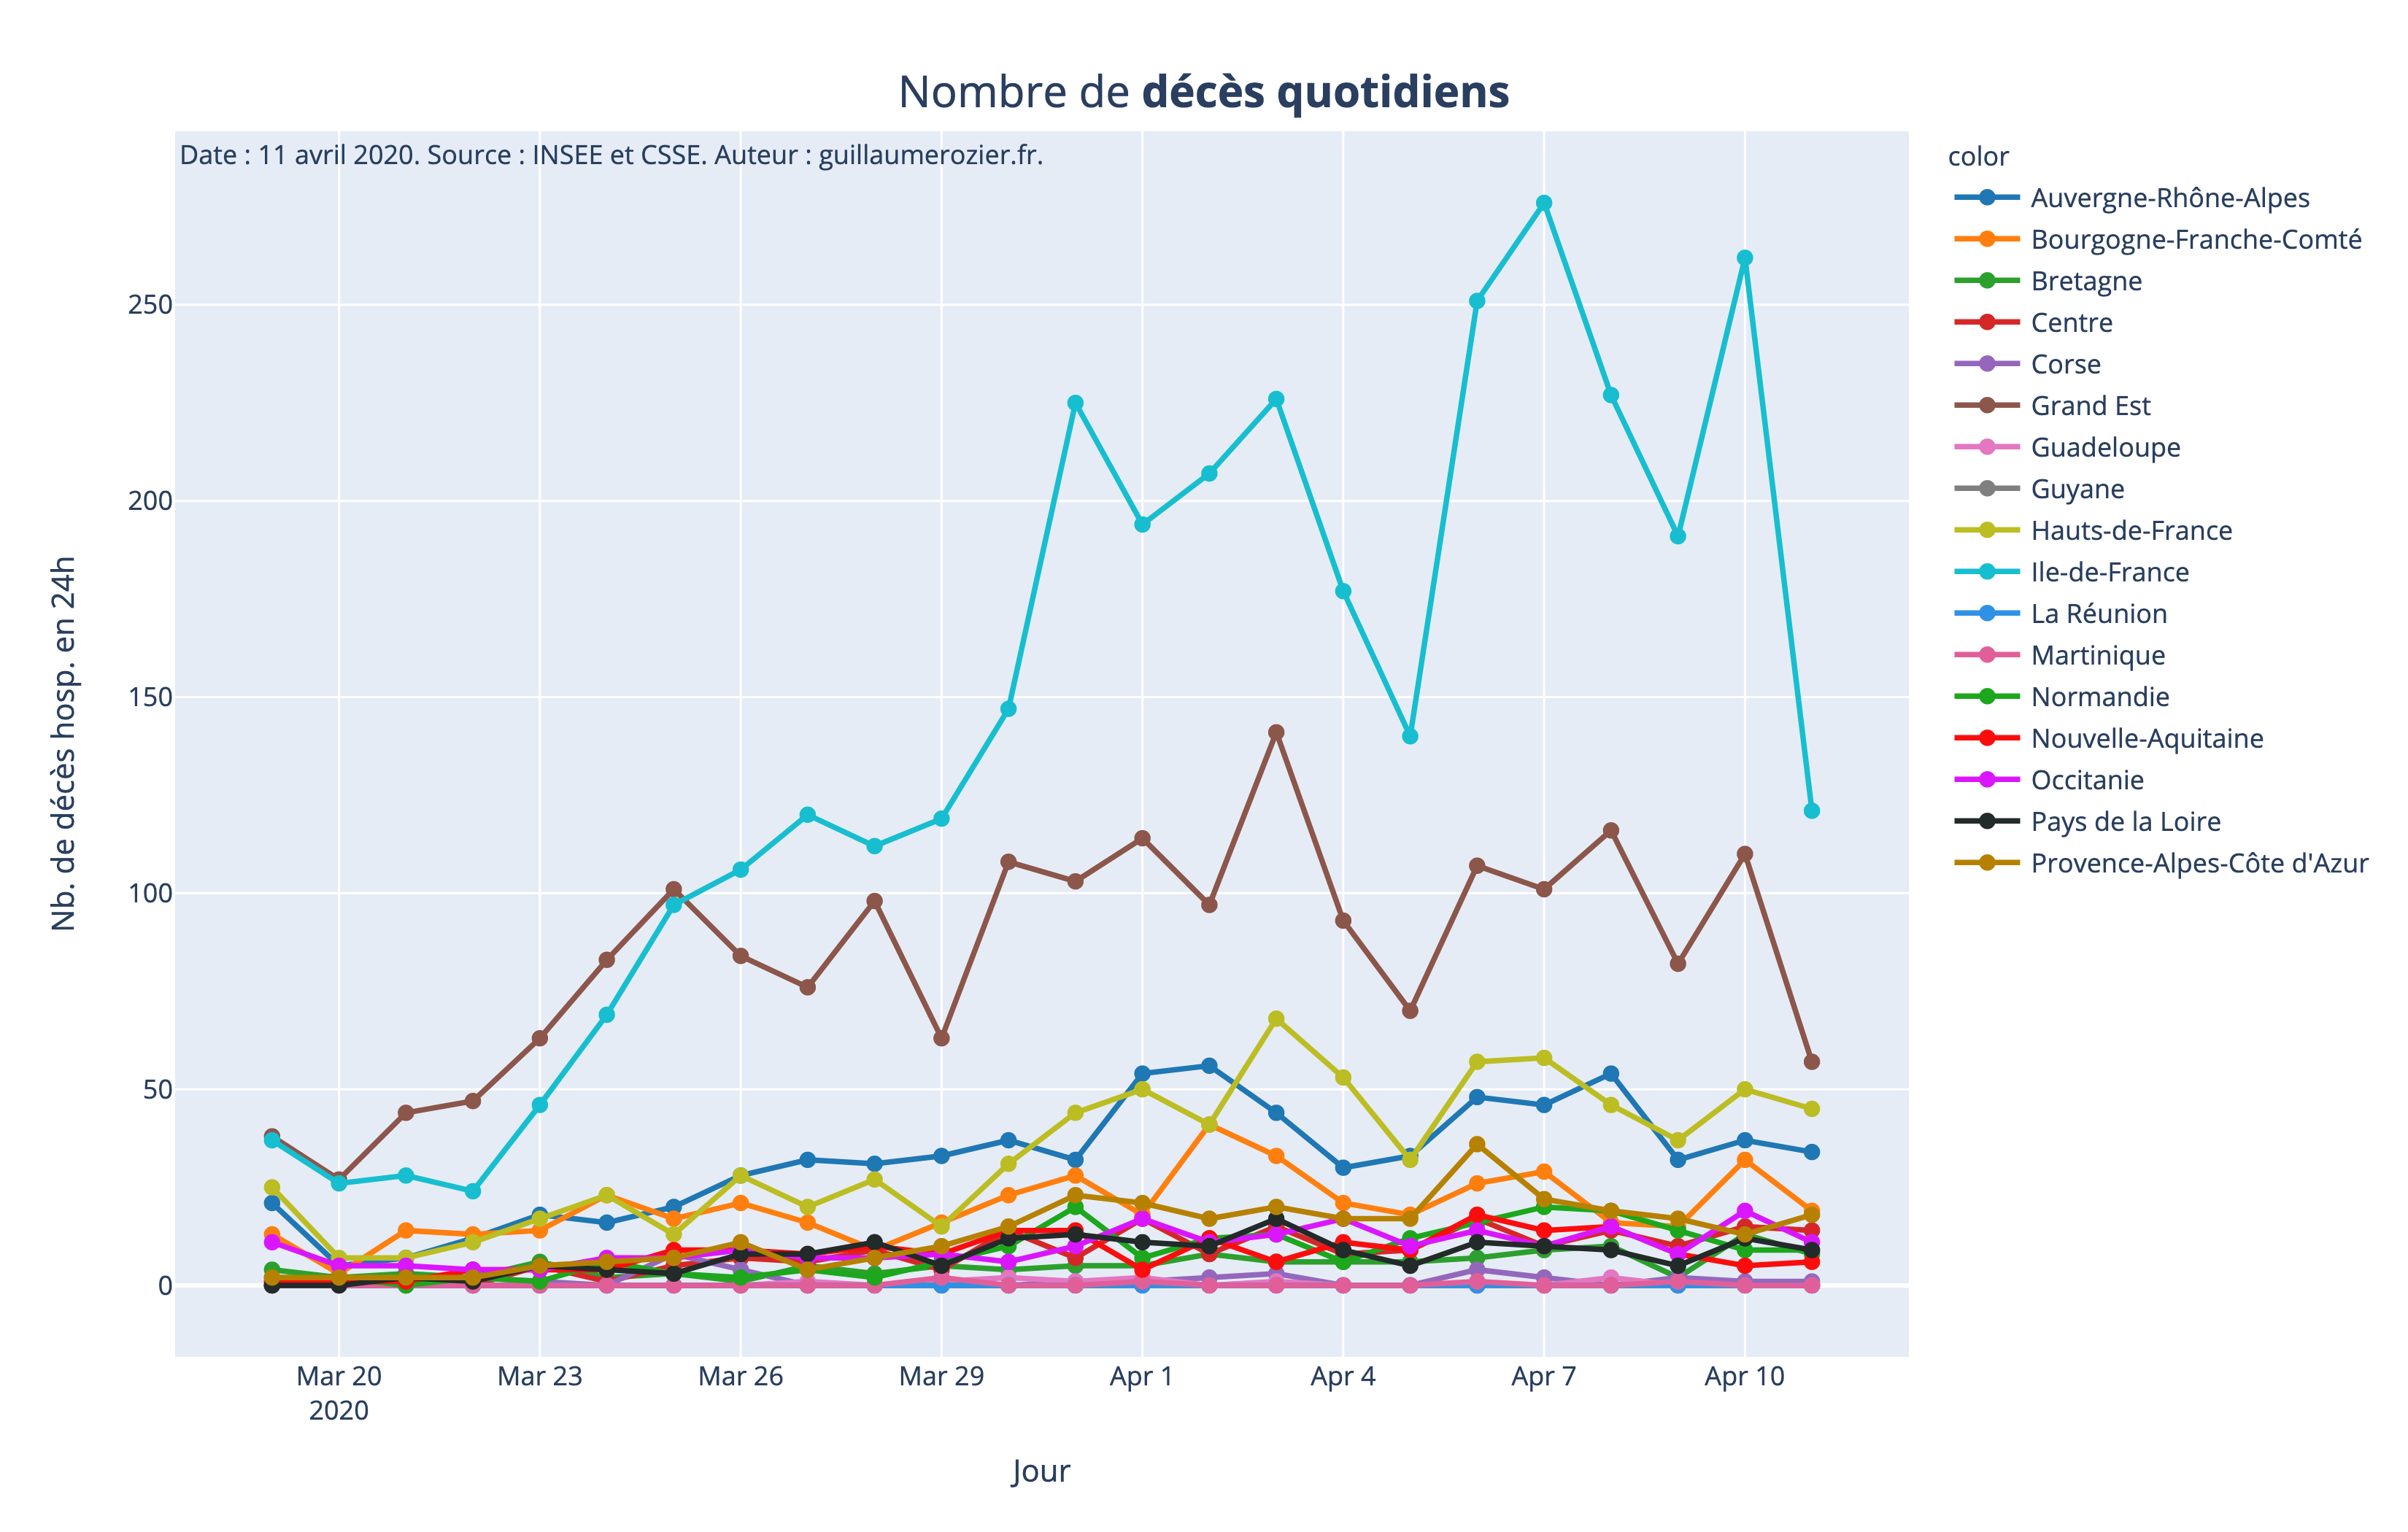 Nombre de décès quotidiens
Date : 11 avril 2020. Source : INSEE et CSSE. Auteur : guillaumerozier.fr.
color
Auvergne-Rhône-Alpes
Bourgogne-Franche-Comté
Bretagne
Centre
Corse
Grand Est
Guadeloupe
Guyane
Hauts-de-France
Ile-de-France
La Réunion
Martinique
Normandie
Nouvelle-Aquitaine
Occitanie
Pays de la Loire
Provence-Alpes-Côte d'Azur
Nb. de décès hosp. en 24h
250
200
150
100
50
0
Mar 20 Mar 23 Mar 26 Mar 29 Apr 1 Apr 4 Apr 7 Apr 10
2020
Jour